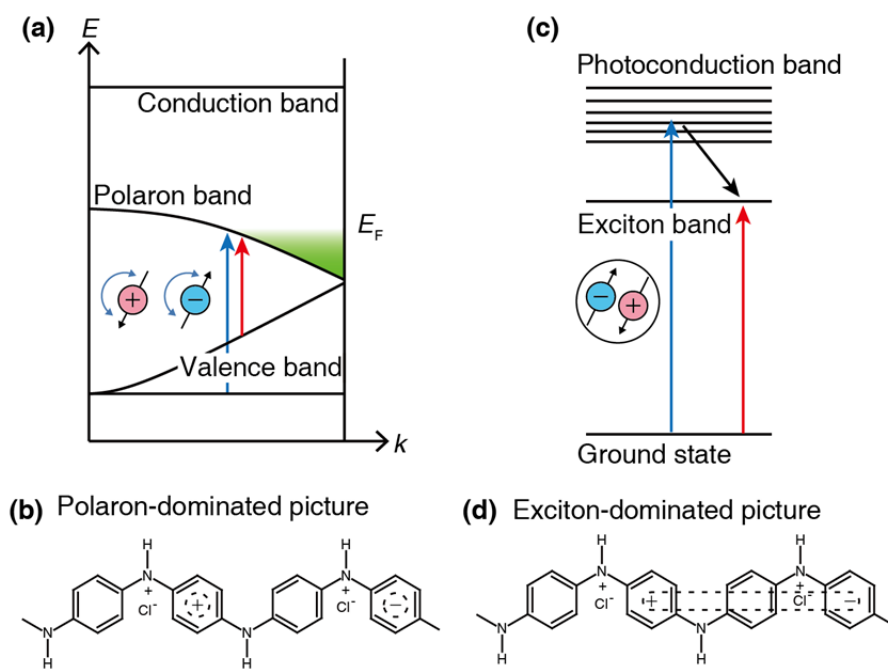 (a)
E
Conduction band
Polaron band
E_F
+
−
Valence band
k
(c)
Photoconduction band
Exciton band
−
+
Ground state
(b) Polaron-dominated picture
H
H
N
N
+
+
Cl⁻
+
Cl⁻
−
N
N
H
H
(d) Exciton-dominated picture
H
H
N
N
+
+
Cl⁻
+
Cl⁻
−
N
N
H
H